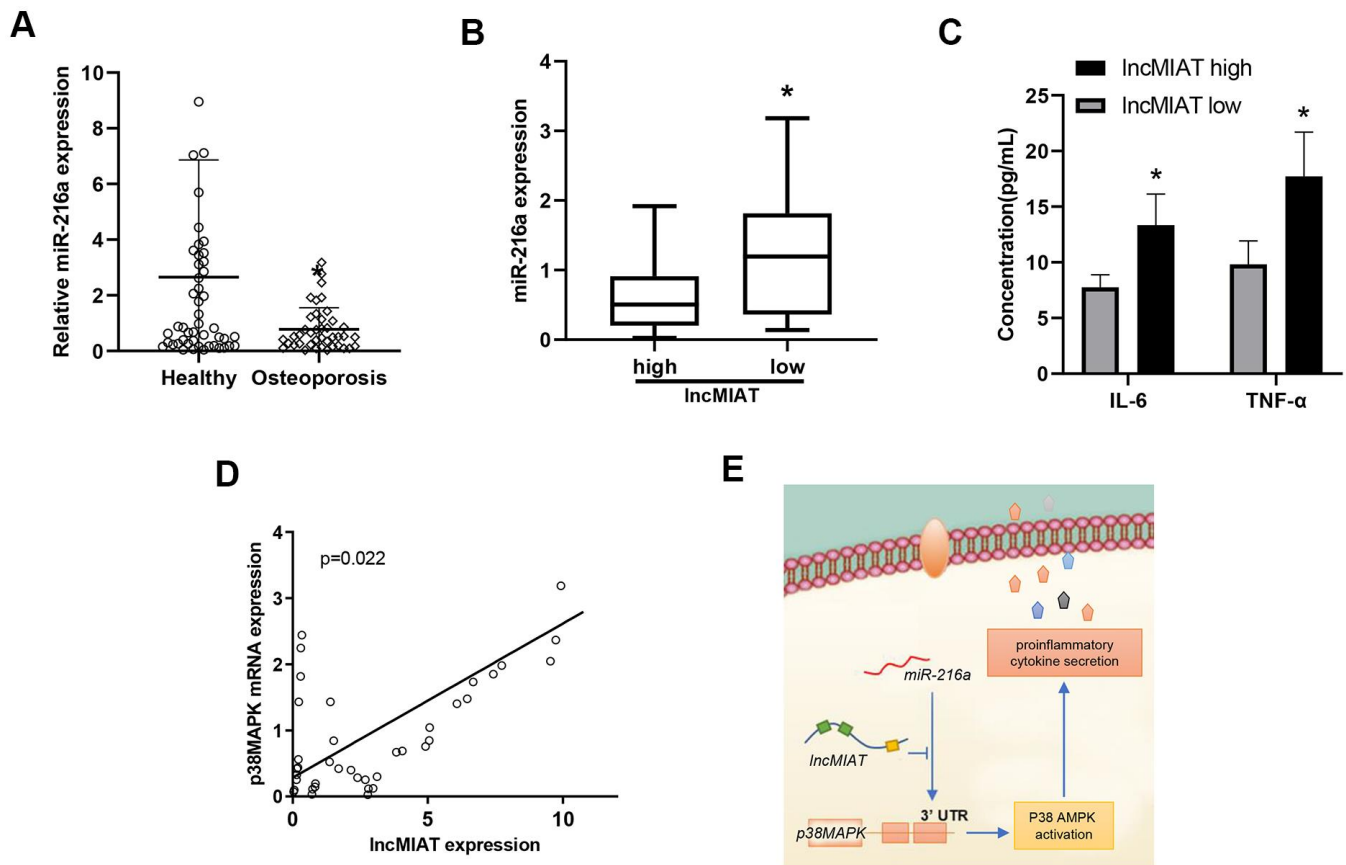 A
Relative miR-216a expression
10
8
6
4
2
0
*
Healthy
Osteoporosis
B
miR-216a expression
4
3
2
1
0
*
high
low
lncMIAT
C
lncMIAT high
lncMIAT low
Concentration(pg/mL)
25
20
15
10
5
0
*
*
IL-6
TNF-α
D
p38MAPK mRNA expression
4
3
2
1
0
p=0.022
0
5
10
lncMIAT expression
E
proinflammatory
cytokine secretion
miR-216a
lncMIAT
3' UTR
p38MAPK
P38 AMPK
activation